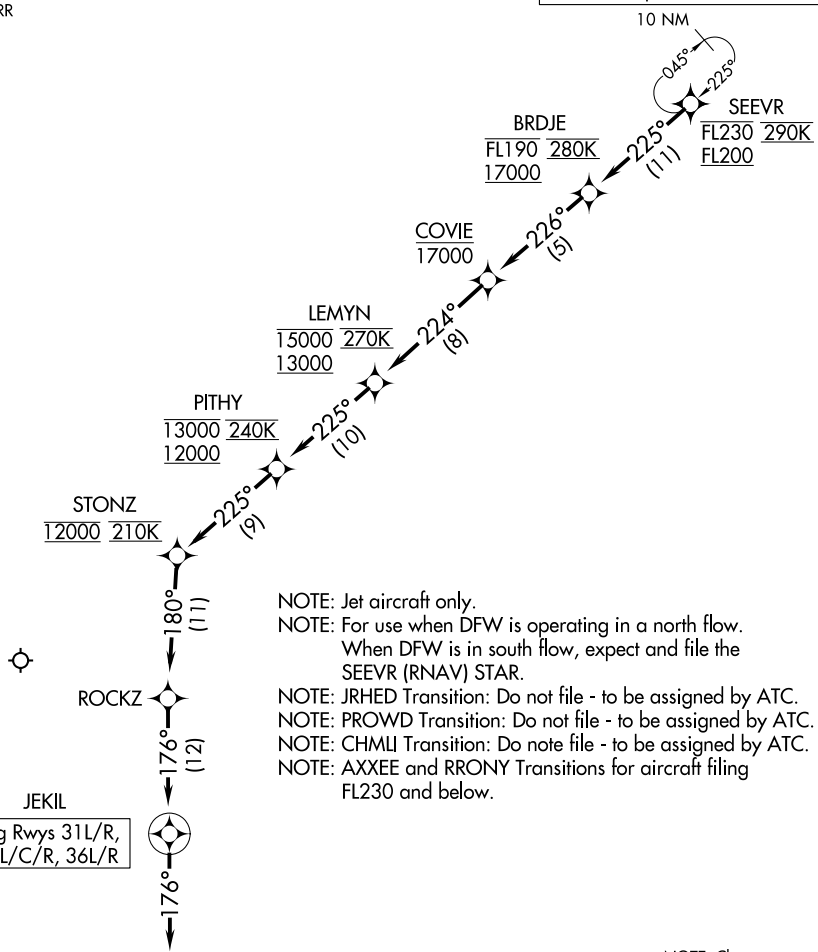 RR
10 NM
045°
225°
SEEVR
FL230 290K
FL200
225°
(11)
BRDJE
FL190 280K
17000
226°
(5)
COVIE
17000
224°
(8)
LEMYN
15000 270K
13000
225°
(10)
PITHY
13000 240K
12000
225°
(9)
STONZ
12000 210K
180°
(11)
NOTE: Jet aircraft only.
NOTE: For use when DFW is operating in a north flow.
When DFW is in south flow, expect and file the
SEEVR (RNAV) STAR.
NOTE: JRHED Transition: Do not file - to be assigned by ATC.
NOTE: PROWD Transition: Do not file - to be assigned by ATC.
NOTE: CHMLI Transition: Do note file - to be assigned by ATC.
NOTE: AXXEE and RRONY Transitions for aircraft filing
FL230 and below.
ROCKZ
176°
(12)
JEKIL
g Rwys 31L/R,
L/C/R, 36L/R
176°